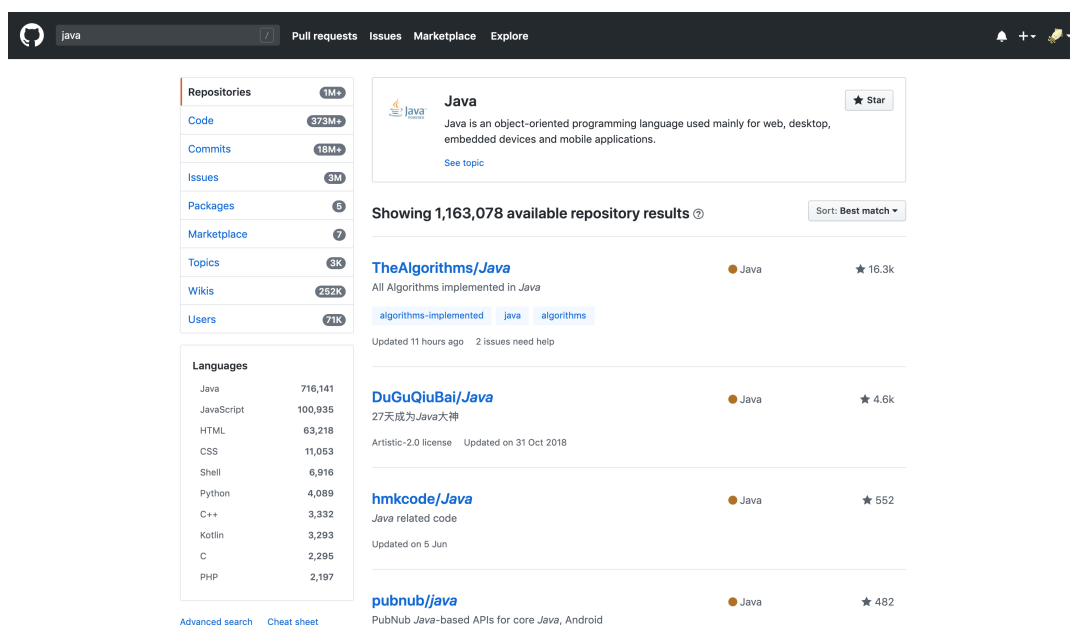 java /
Pull requests Issues Marketplace Explore
Repositories 1M+
Code 373M+
Commits 18M+
Issues 3M
Packages 5
Marketplace 7
Topics 3K
Wikis 252K
Users 71K
Languages
Java 716,141
JavaScript 100,935
HTML 63,218
CSS 11,053
Shell 6,916
Python 4,089
C++ 3,332
Kotlin 3,293
C 2,295
PHP 2,197
Advanced search Cheat sheet
Java
POWERED
Java
Star
Java is an object-oriented programming language used mainly for web, desktop,
embedded devices and mobile applications.
See topic
Showing 1,163,078 available repository results ?
Sort: Best match
TheAlgorithms/Java Java 16.3k
All Algorithms implemented in Java
algorithms-implemented java algorithms
Updated 11 hours ago 2 issues need help
DuGuQiuBai/Java Java 4.6k
27天成为Java大神
Artistic-2.0 license Updated on 31 Oct 2018
hmkcode/Java Java 552
Java related code
Updated on 5 Jun
pubnub/java Java 482
PubNub Java-based APIs for core Java, Android